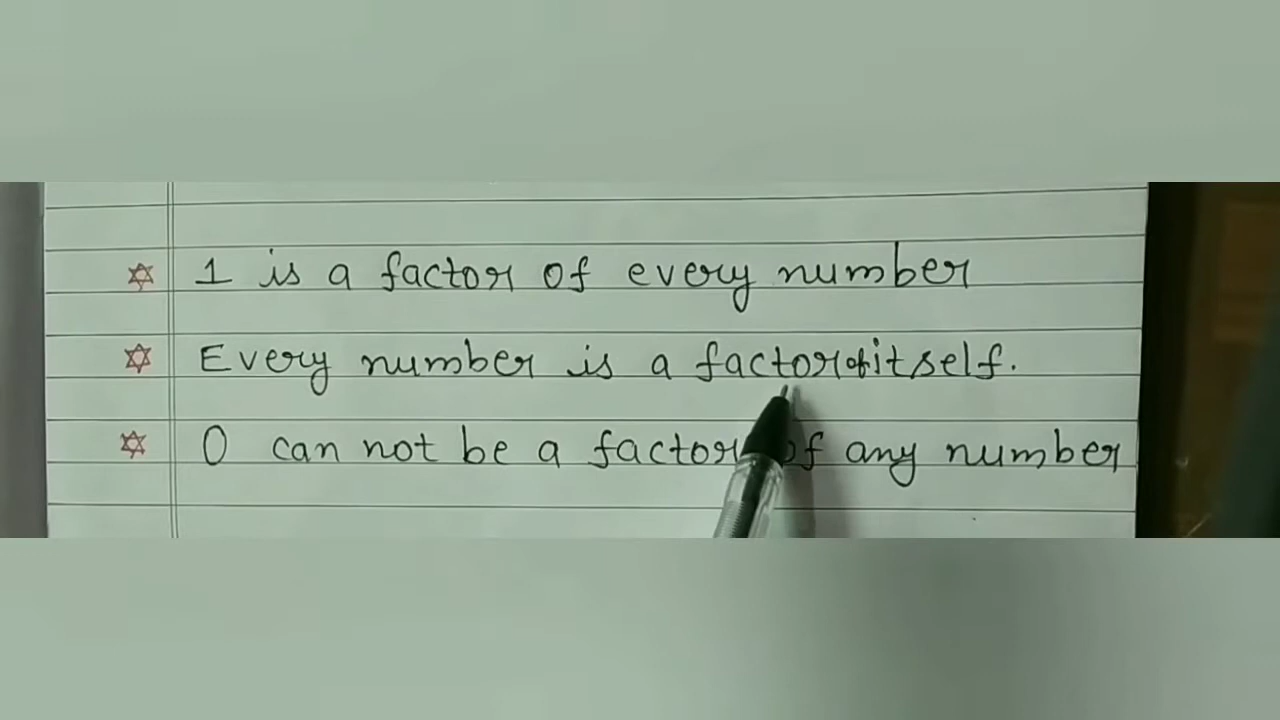 1 is a factor of every number
Every number is a factor of itself.
0 can not be a factor of any number